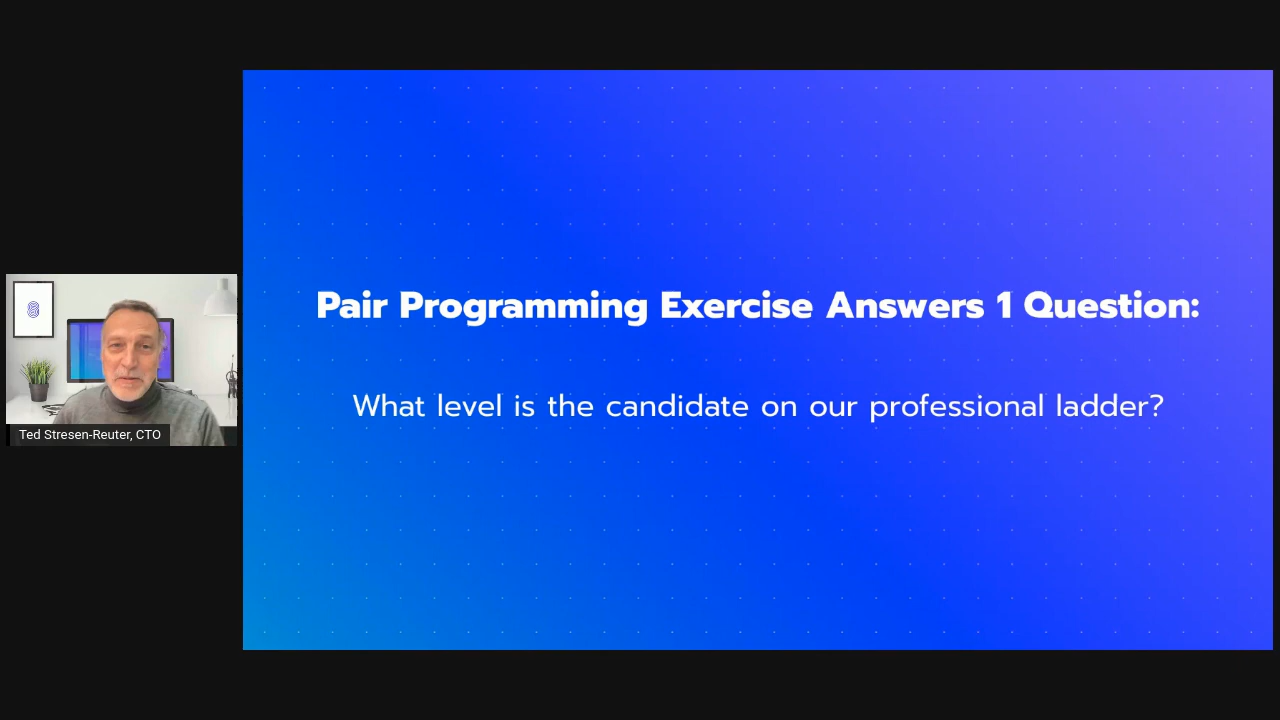 Pair Programming Exercise Answers 1 Question:
What level is the candidate on our professional ladder?
Ted Stresen-Reuter, CTO